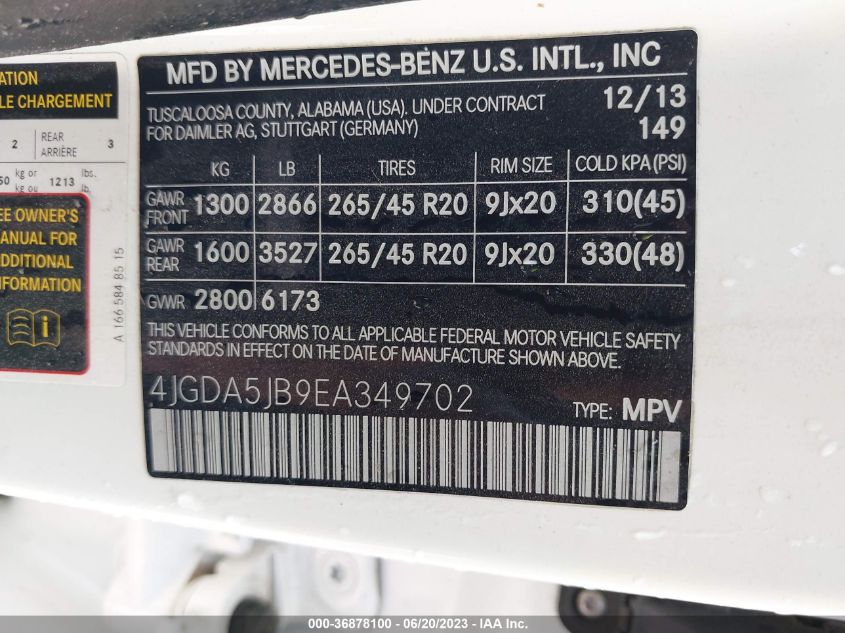 ATION
LE CHARGEMENT
2 REAR ARRIÈRE 3
50 kg or kg ou 1213 lbs. lb.
EE OWNER'S
ANUAL FOR
ADDITIONAL
NFORMATION
A 166 584 85 15
MFD BY MERCEDES-BENZ U.S. INTL., INC
TUSCALOOSA COUNTY, ALABAMA (USA). UNDER CONTRACT 12/13
FOR DAIMLER AG, STUTTGART (GERMANY) 149
KG LB TIRES RIM SIZE COLD KPA (PSI)
GAWR FRONT 1300 2866 265/45 R20 9Jx20 310(45)
GAWR REAR 1600 3527 265/45 R20 9Jx20 330(48)
GWWR 2800 6173
THIS VEHICLE CONFORMS TO ALL APPLICABLE FEDERAL MOTOR VEHICLE SAFETY
STANDARDS IN EFFECT ON THE DATE OF MANUFACTURE SHOWN ABOVE.
4JGDA5JB9EA349702 TYPE: MPV
000-36878100 - 06/20/2023 - IAA Inc.